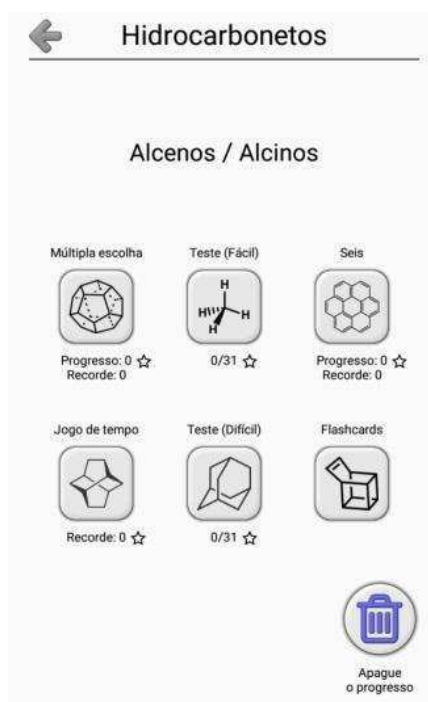 Hidrocarbonetos
Alcenos / Alcinos
Múltipla escolha
Teste (Fácil)
Seis
H
H
H
H
Progresso: 0
Recorde: 0
0/31
Progresso: 0
Recorde: 0
Jogo de tempo
Teste (Difícil)
Flashcards
Recorde: 0
0/31
Apague
o progresso